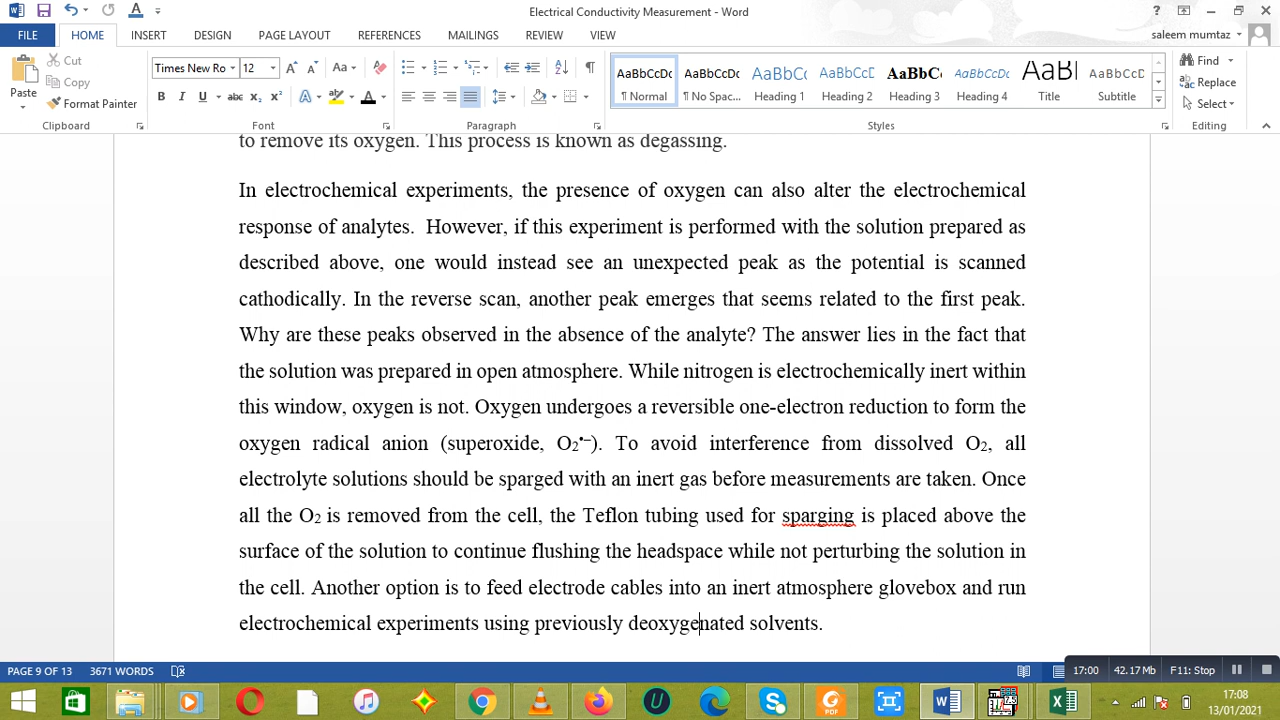 Electrical Conductivity Measurement - Word
FILE HOME INSERT DESIGN PAGE LAYOUT REFERENCES MAILINGS REVIEW VIEW saleem mumtaz
Cut
Copy
Format Painter
Paste
Clipboard
Times New Ro 12
Font
Paragraph
AaBbCcDc AaBbCcDc AaBbCc AaBbCcDc AaBbCc AaBbCcDc AaBl AaBbCcDc
¶ Normal ¶ No Spac... Heading 1 Heading 2 Heading 3 Heading 4 Title Subtitle
Styles
Find
Replace
Select
Editing
to remove its oxygen. This process is known as degassing.
In electrochemical experiments, the presence of oxygen can also alter the electrochemical
response of analytes. However, if this experiment is performed with the solution prepared as
described above, one would instead see an unexpected peak as the potential is scanned
cathodically. In the reverse scan, another peak emerges that seems related to the first peak.
Why are these peaks observed in the absence of the analyte? The answer lies in the fact that
the solution was prepared in open atmosphere. While nitrogen is electrochemically inert within
this window, oxygen is not. Oxygen undergoes a reversible one-electron reduction to form the
oxygen radical anion (superoxide, O₂•⁻). To avoid interference from dissolved O₂, all
electrolyte solutions should be sparged with an inert gas before measurements are taken. Once
all the O₂ is removed from the cell, the Teflon tubing used for sparging is placed above the
surface of the solution to continue flushing the headspace while not perturbing the solution in
the cell. Another option is to feed electrode cables into an inert atmosphere glovebox and run
electrochemical experiments using previously deoxygenated solvents.
PAGE 9 OF 13 3671 WORDS
17:00 42.17 Mb F11: Stop
17:08
13/01/2021